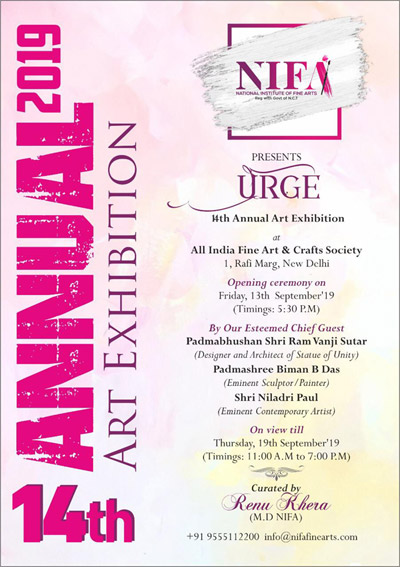 14th
ANNUAL 2019
ART EXHIBITION
NIFA
NATIONAL INSTITUTE OF FINE ARTS
Reg with Govt of N.C.T
PRESENTS
URGE
14th Annual Art Exhibition
at
All India Fine Art & Crafts Society
1, Rafi Marg, New Delhi
Opening ceremony on
Friday, 13th September'19
(Timings: 5:30 P.M)
By Our Esteemed Chief Guest
Padmabhushan Shri Ram Vanji Sutar
(Designer and Architect of Statue of Unity)
Padmashree Biman B Das
(Eminent Sculptor/Painter)
Shri Niladri Paul
(Eminent Contemporary Artist)
On view till
Thursday, 19th September'19
(Timings: 11:00 A.M to 7:00 P.M)
Curated by
Renu Khera
(M.D NIFA)
+91 9555112200 info@nifafinearts.com